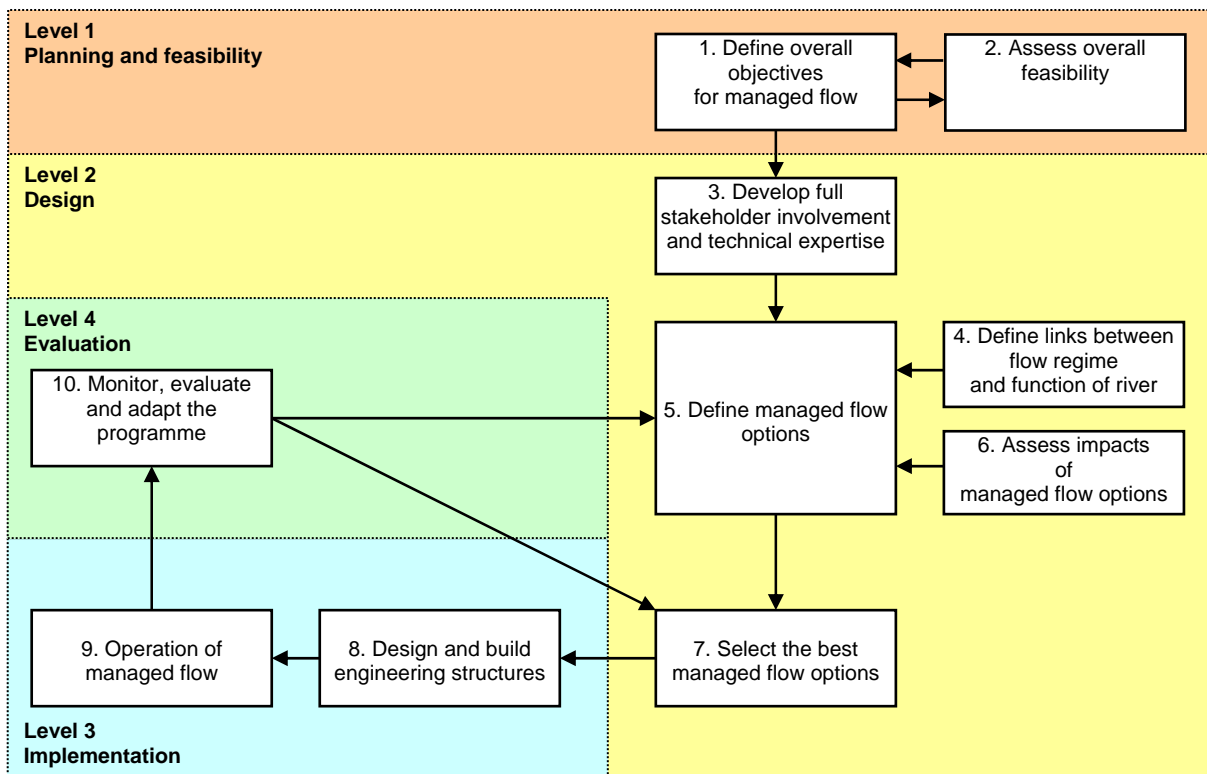 Level 1
Planning and feasibility
1. Define overall
objectives
for managed flow
2. Assess overall
feasibility
Level 2
Design
3. Develop full
stakeholder involvement
and technical expertise
Level 4
Evaluation
10. Monitor, evaluate
and adapt the
programme
5. Define managed flow
options
4. Define links between
flow regime
and function of river
6. Assess impacts
of
managed flow options
9. Operation of
managed flow
8. Design and build
engineering structures
7. Select the best
managed flow options
Level 3
Implementation